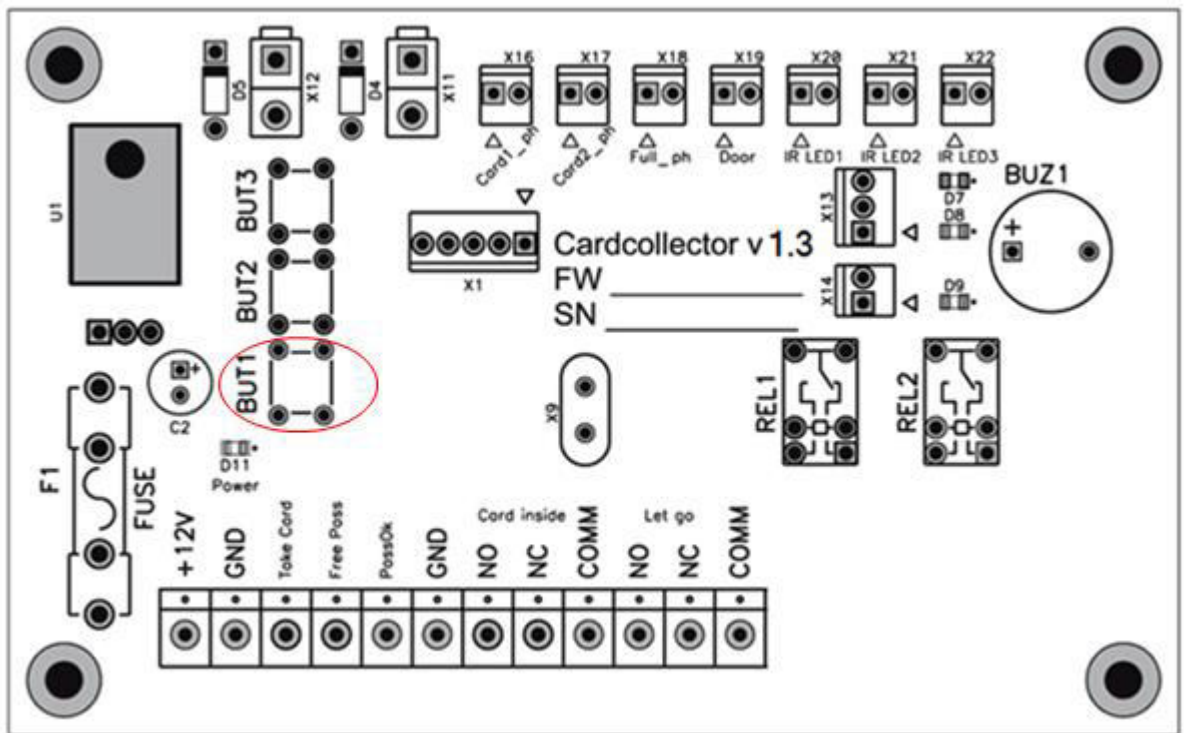 X16 X17 X18 X19 X20 X21 X22
D5 X12 D4 X11
Card1_ph Card2_ph Full_ph Door IR LED1 IR LED2 IR LED3
U1
BUT3
BUT2
BUT1
X1
Cardcollector v 1.3
FW
SN
X13
X14
D7
D8
D9
BUZ1
+
+
C2
X9
REL1
REL2
D11
Power
F1
FUSE
Card inside Let go
+12V GND Take Card Free Pass PassOk GND NO NC COMM NO NC COMM